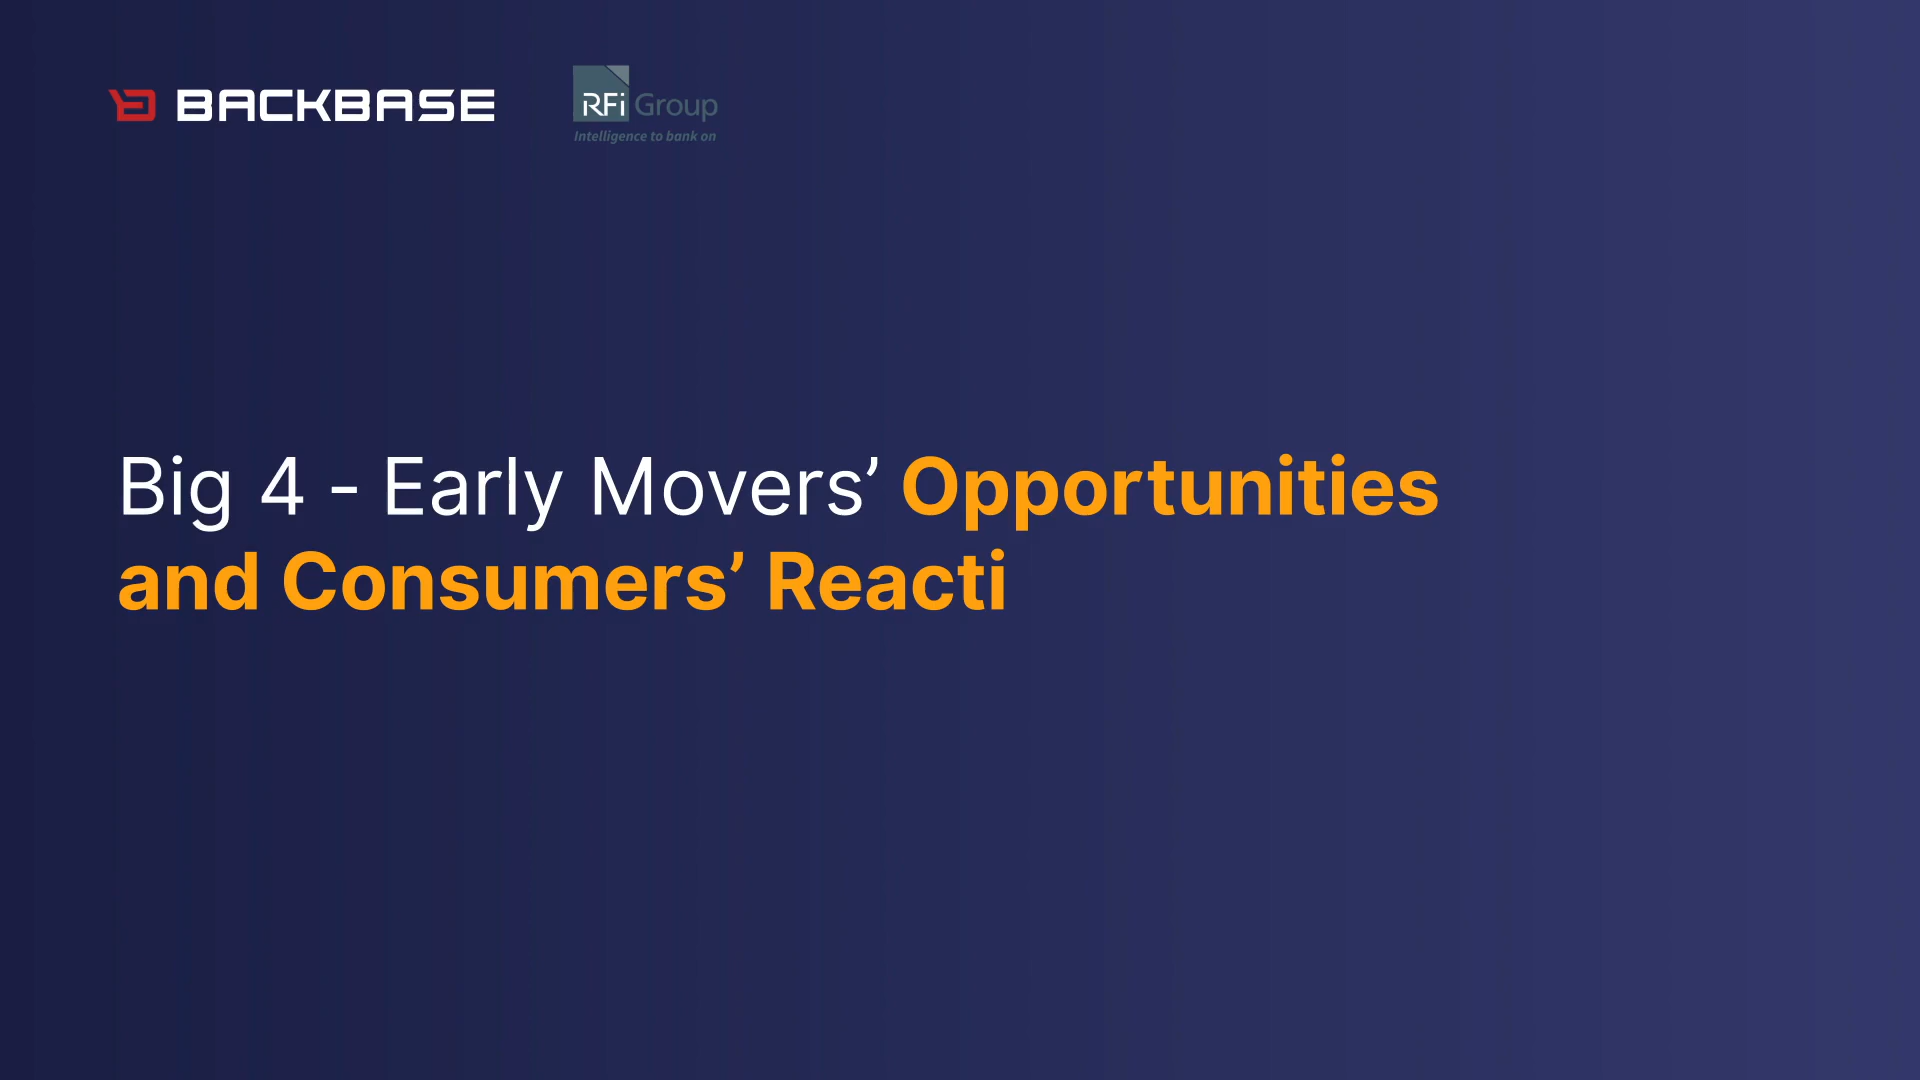 BACKBASE
RFi Group
Intelligence to bank on
Big 4 - Early Movers’ Opportunities
and Consumers’ Reacti